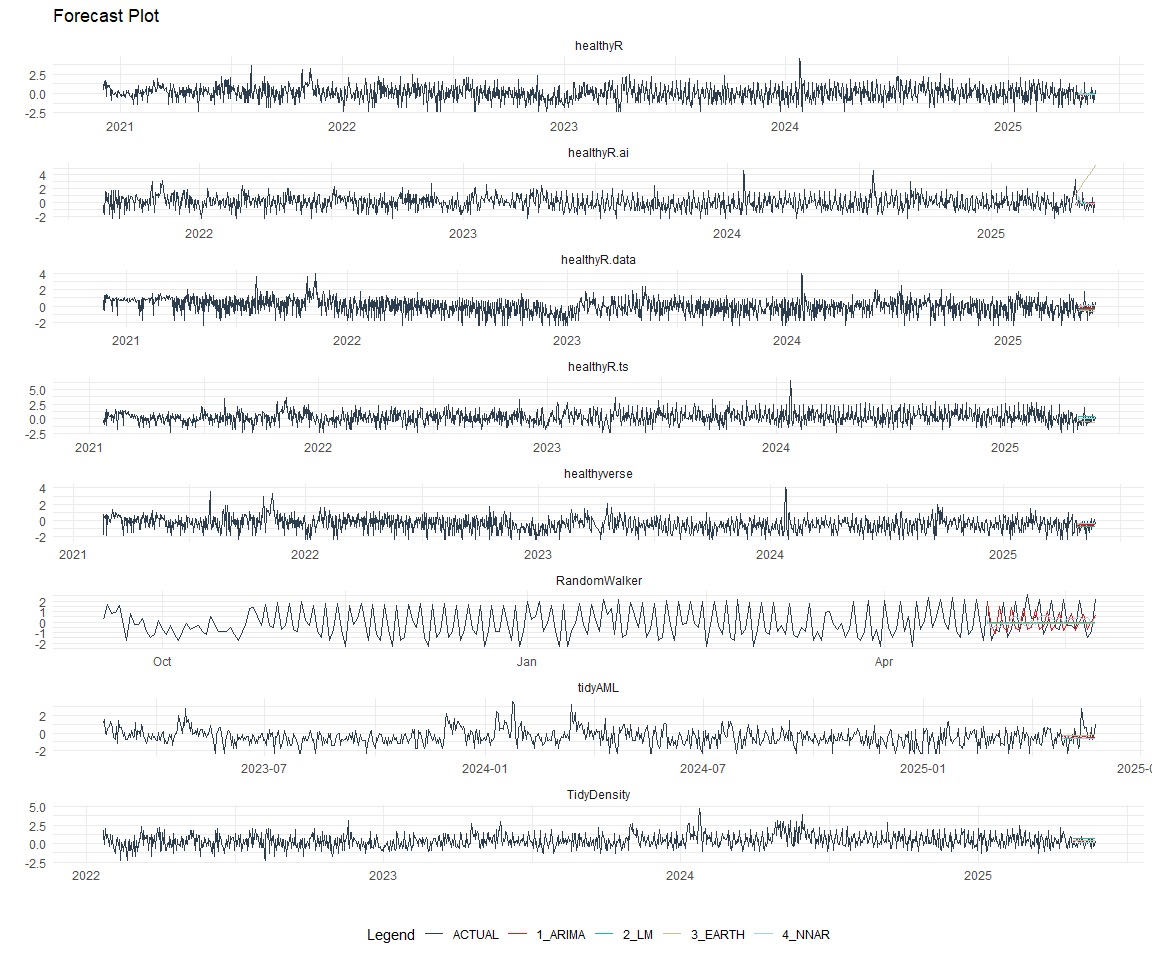 Forecast Plot
healthyR
2.5
0.0
-2.5
2021 2022 2023 2024 2025
healthyR.ai
4
2
0
-2
2022 2023 2024 2025
healthyR.data
4
2
0
-2
2021 2022 2023 2024 2025
healthyR.ts
5.0
2.5
0.0
-2.5
2021 2022 2023 2024 2025
healthyverse
4
2
0
-2
2021 2022 2023 2024 2025
RandomWalker
2
1
0
-1
-2
Oct Jan Apr
tidyAML
2
0
-2
2023-07 2024-01 2024-07 2025-01 2025-0
TidyDensity
5.0
2.5
0.0
-2.5
2022 2023 2024 2025
Legend ACTUAL 1_ARIMA 2_LM 3_EARTH 4_NNAR